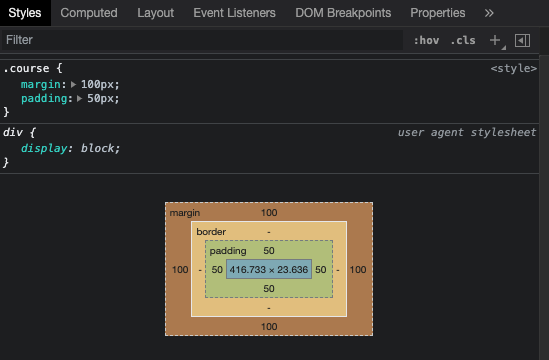 Styles Computed Layout Event Listeners DOM Breakpoints Properties »
Filter :hov .cls +
.course { <style>
margin: 100px;
padding: 50px;
}
div { user agent stylesheet
display: block;
}
margin 100
border -
padding 50
100 - 50 416.733 × 23.636 50 - 100
50
-
100